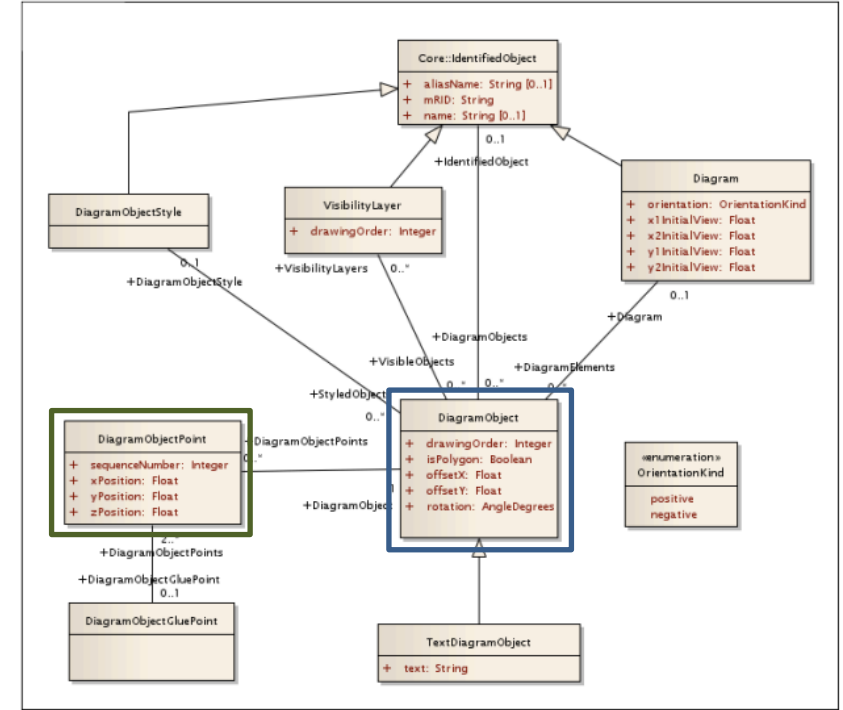 Core::IdentifiedObject
+ aliasName: String [0..1]
+ mRID: String
+ name: String [0..1]
0..1
+IdentifiedObject
Diagram
+ orientation: OrientationKind
+ x1InitialView: Float
+ x2InitialView: Float
+ y1InitialView: Float
+ y2InitialView: Float
DiagramObjectStyle
VisibilityLayer
+ drawingOrder: Integer
0..1
+DiagramObjectStyle
+VisibilityLayers 0..*
0..1
+Diagram
+DiagramObjects
+VisibleObjects
+DiagramElements
+StyledObject
0..*
0..*
0..*
0..*
DiagramObject
+ drawingOrder: Integer
+ isPolygon: Boolean
+ offsetX: Float
+ offsetY: Float
+ rotation: AngleDegrees
DiagramObjectPoint
+ sequenceNumber: Integer
+ xPosition: Float
+ yPosition: Float
+ zPosition: Float
+DiagramObjectPoints
0..*
1
+DiagramObject
«enumeration»
OrientationKind
positive
negative
2..*
+DiagramObjectPoints
+DiagramObjectGluePoint
0..1
DiagramObjectGluePoint
TextDiagramObject
+ text: String